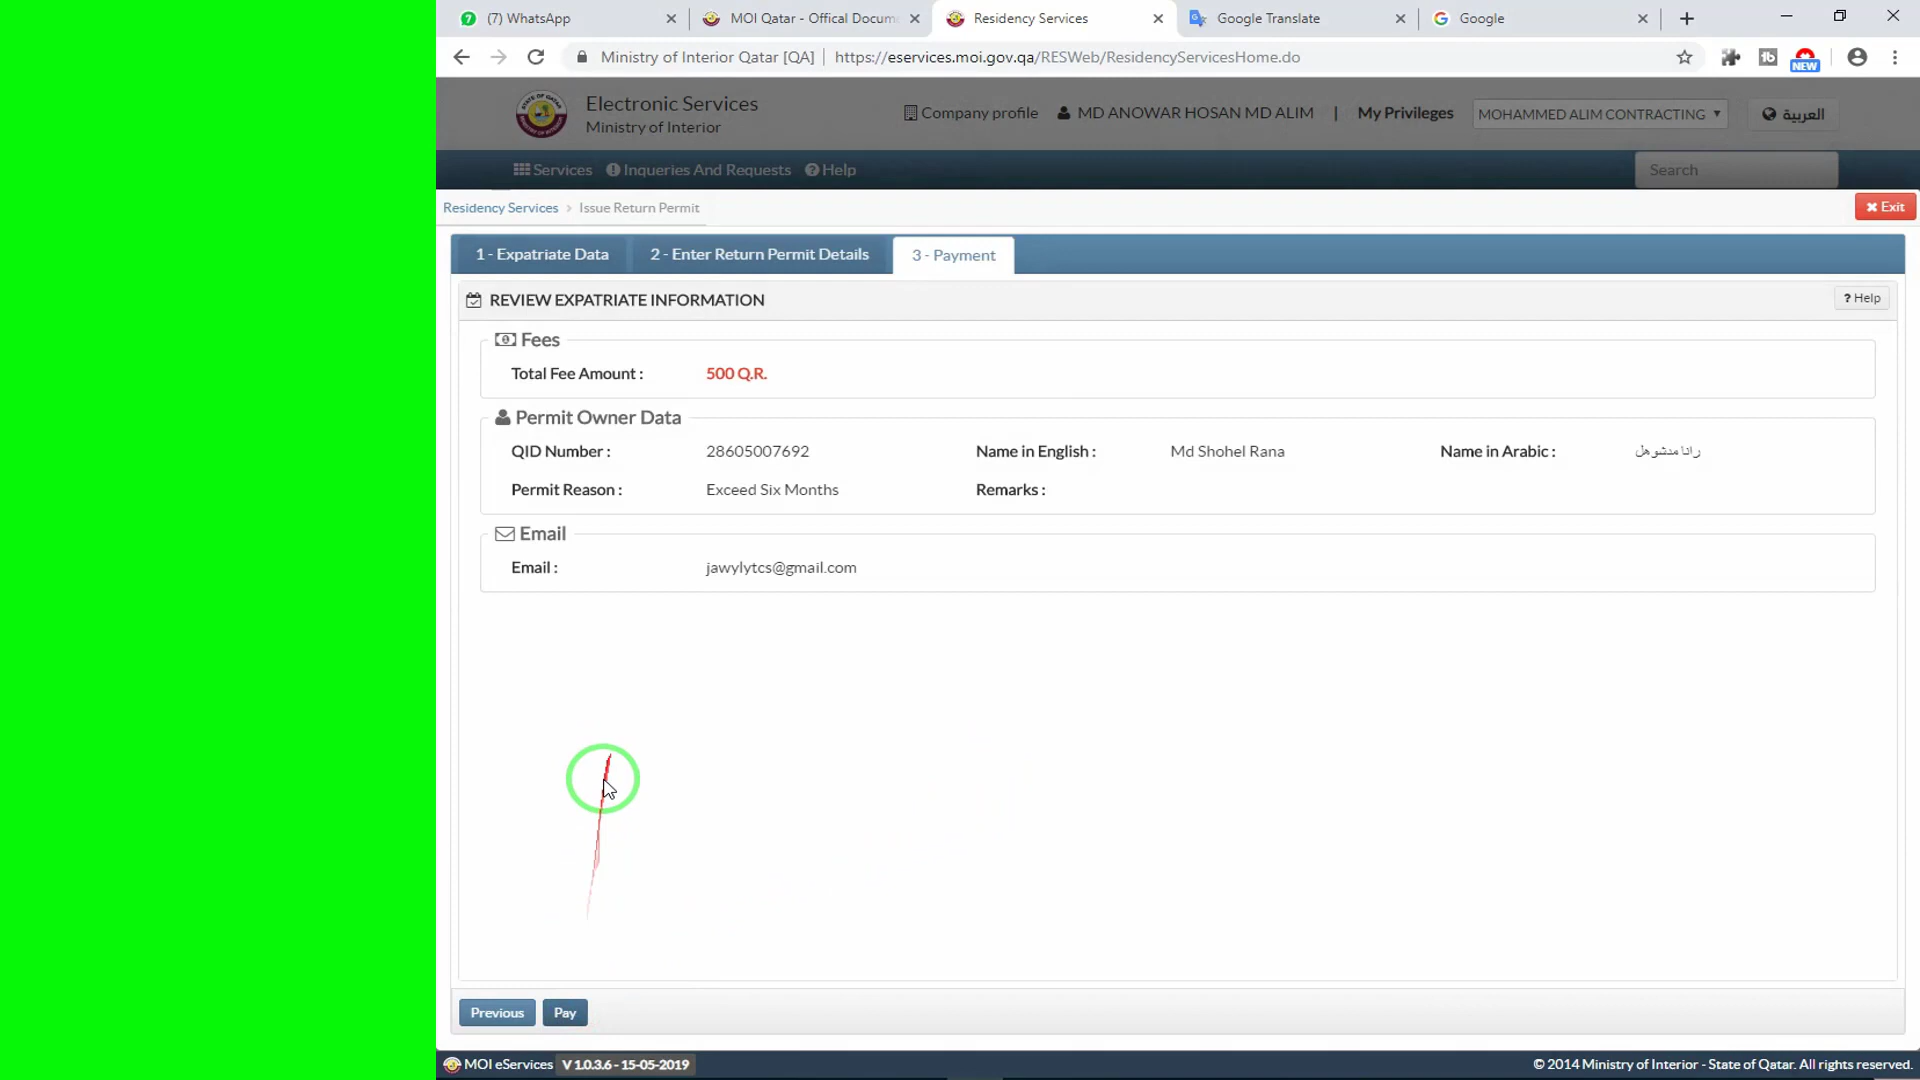 (7) WhatsApp
MOI Qatar - Offical Docum
Residency Services
Google Translate
Google
Ministry of Interior Qatar [QA] | https://eservices.moi.gov.qa/RESWeb/ResidencyServicesHome.do
NEW
Electronic Services
Ministry of Interior
Company profile
MD ANOWAR HOSAN MD ALIM | My Privileges
MOHAMMED ALIM CONTRACTING
العربية
Services
Inqueries And Requests
Help
Search
Residency Services > Issue Return Permit
Exit
1 - Expatriate Data
2 - Enter Return Permit Details
3 - Payment
REVIEW EXPATRIATE INFORMATION
? Help
Fees
Total Fee Amount : 500 Q.R.
Permit Owner Data
QID Number : 28605007692 Name in English : Md Shohel Rana Name in Arabic : رانا مدشوهل
Permit Reason : Exceed Six Months Remarks :
Email
Email : jawylytcs@gmail.com
Previous
Pay
MOI eServices V 1.0.3.6 - 15-05-2019
© 2014 Ministry of Interior - State of Qatar. All rights reserved.